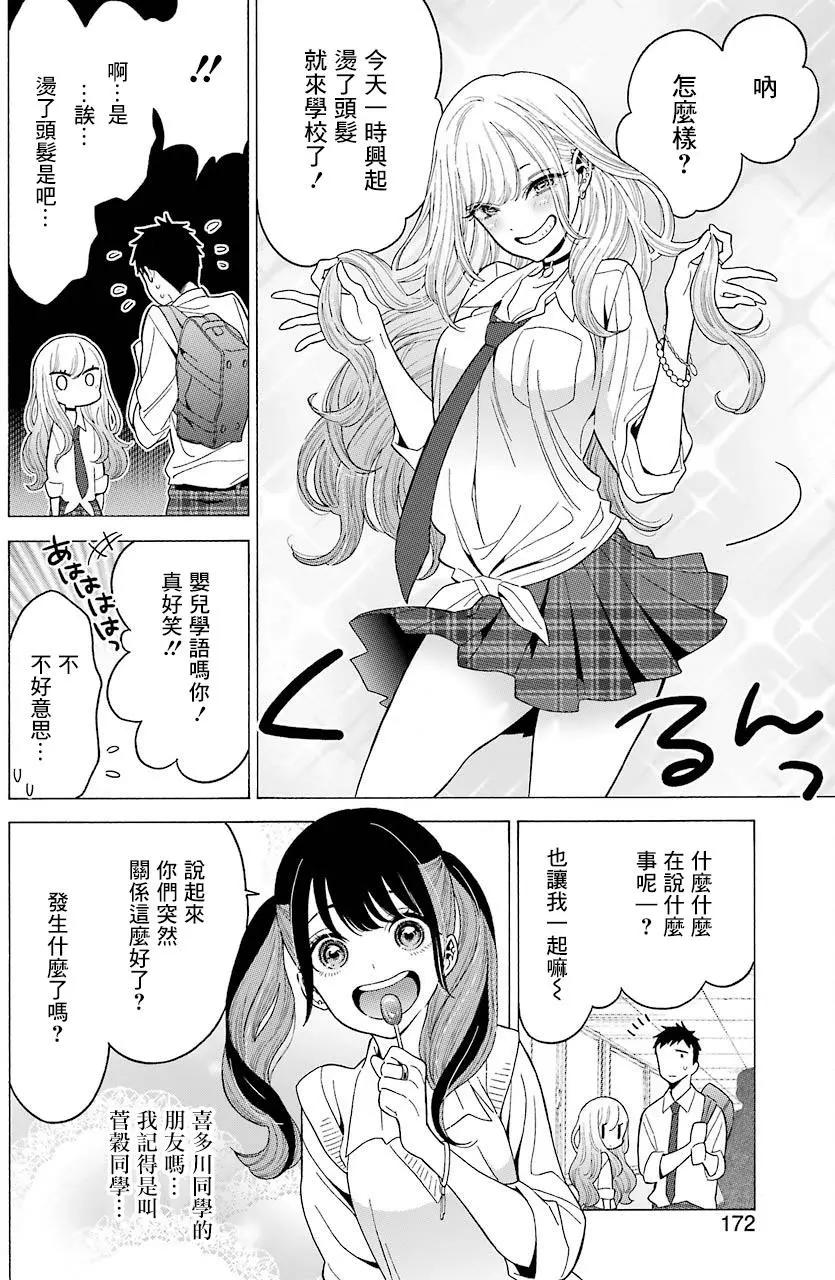 吶
怎麼樣?
今天一時興起
燙了頭髮
就來學校了!
くるんっ
!!
啊…是
…誒…
燙了頭髮是吧…
嬰兒學語嗎你!
真好笑!!
あはははは
っ
不
不好意思…
什麼什麼
在說什麼
事呢—?
也讓我一起嘛~
說起來
你們突然
關係這麼好了?
發生什麼了嗎?
喜多川同學的
朋友嗎…
我記得是叫
菅穀同學…
172